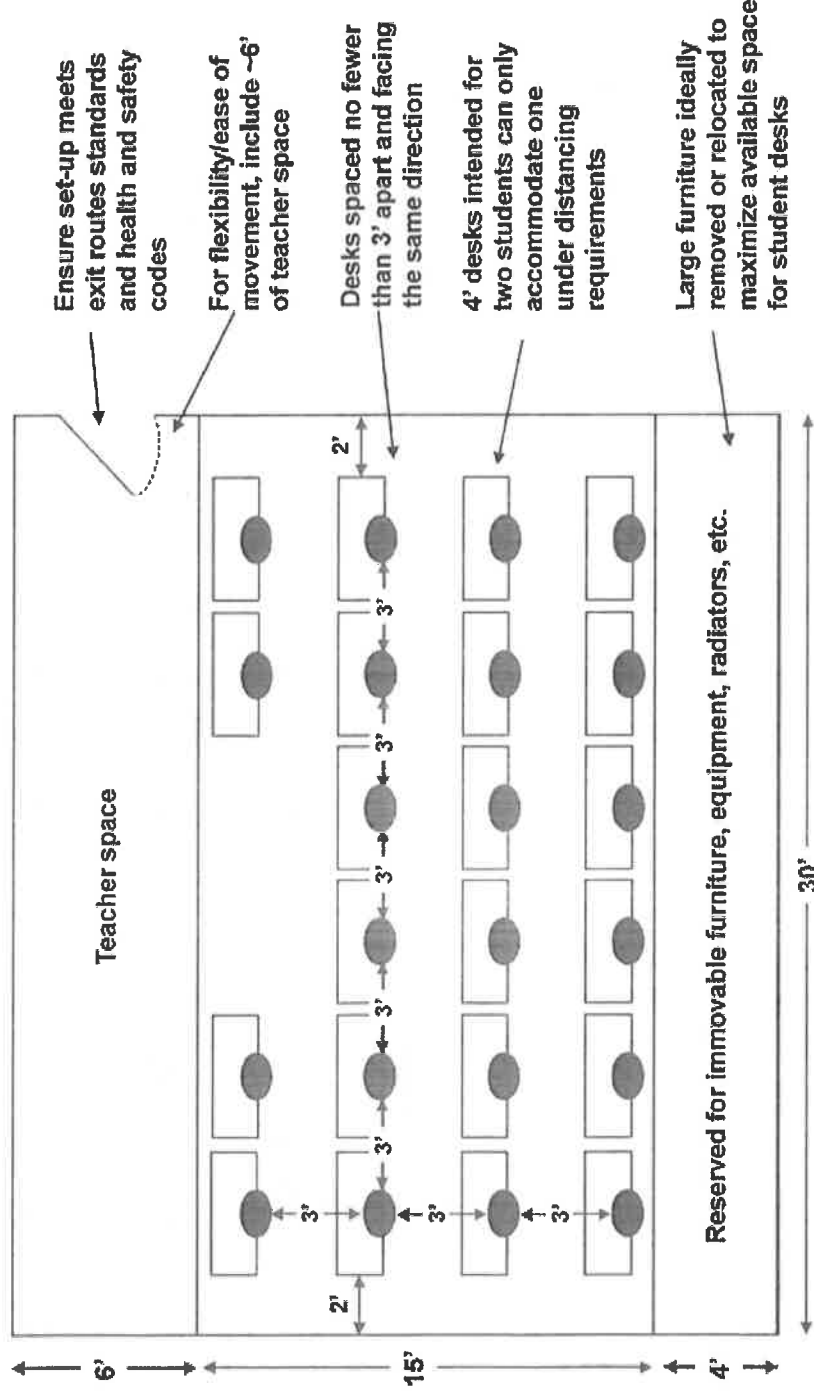 Ensure set-up meets
exit routes standards
and health and safety
codes
For flexibility/ease of
movement, include ~6'
of teacher space
Desks spaced no fewer
than 3' apart and facing
the same direction
4' desks intended for
two students can only
accommodate one
under distancing
requirements
Large furniture ideally
removed or relocated to
maximize available space
for student desks
Teacher space
6'
15'
4'
2'
2'
3'
3'
3'
3'
3'
3'
3'
3'
Reserved for immovable furniture, equipment, radiators, etc.
30'